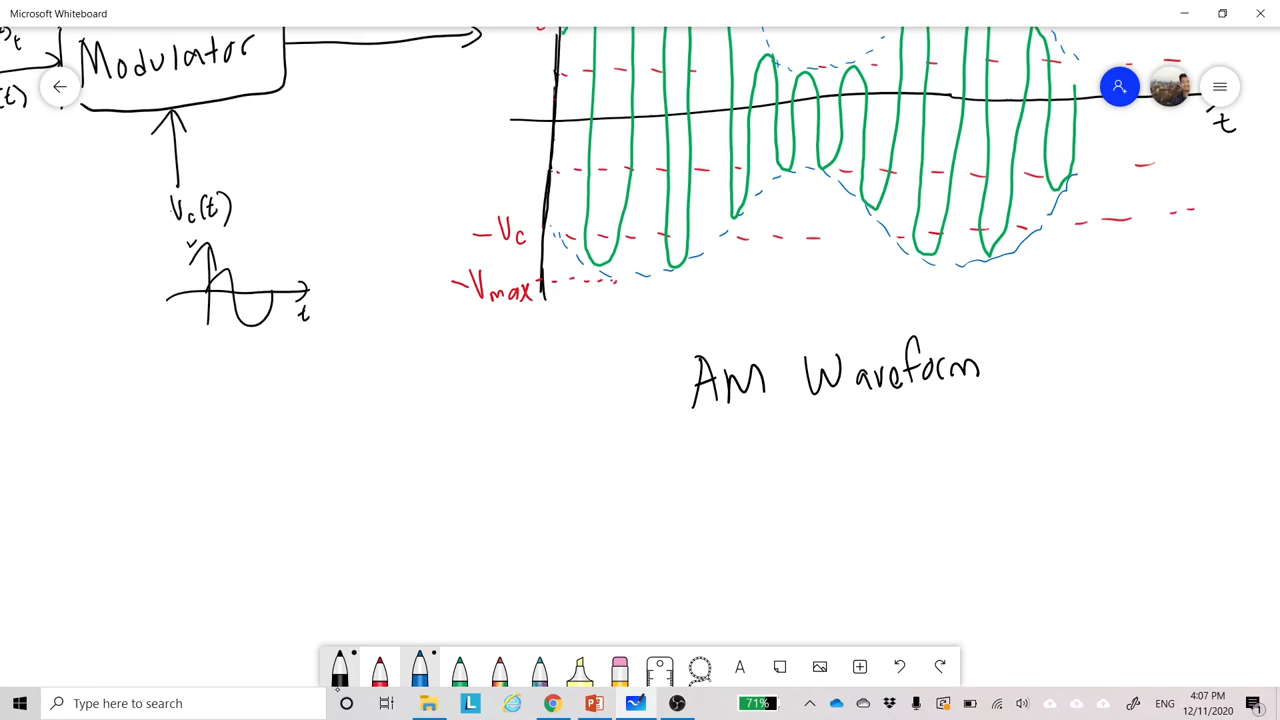 Microsoft Whiteboard
Modulator
t
(t)
t
Vc(t)
v
t
-Vc
-Vmax
AM Waveform
A
Type here to search
L
71%
ENG
4:07 PM
12/11/2020
1